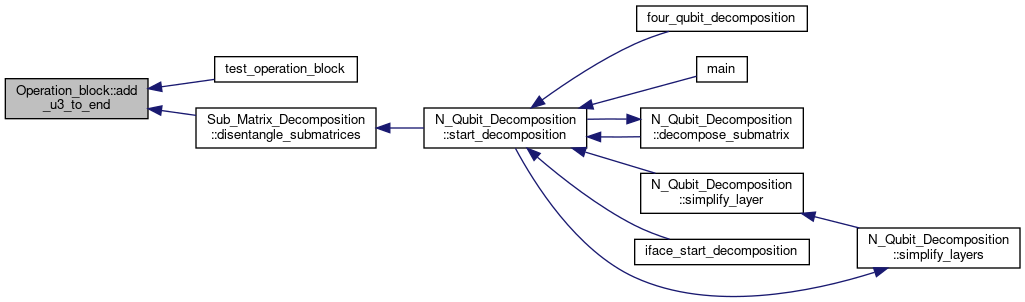 four_qubit_decomposition
test_operation_block
main
Operation_block::add
_u3_to_end
Sub_Matrix_Decomposition
::disentangle_submatrices
N_Qubit_Decomposition
::start_decomposition
N_Qubit_Decomposition
::decompose_submatrix
N_Qubit_Decomposition
::simplify_layer
iface_start_decomposition
N_Qubit_Decomposition
::simplify_layers